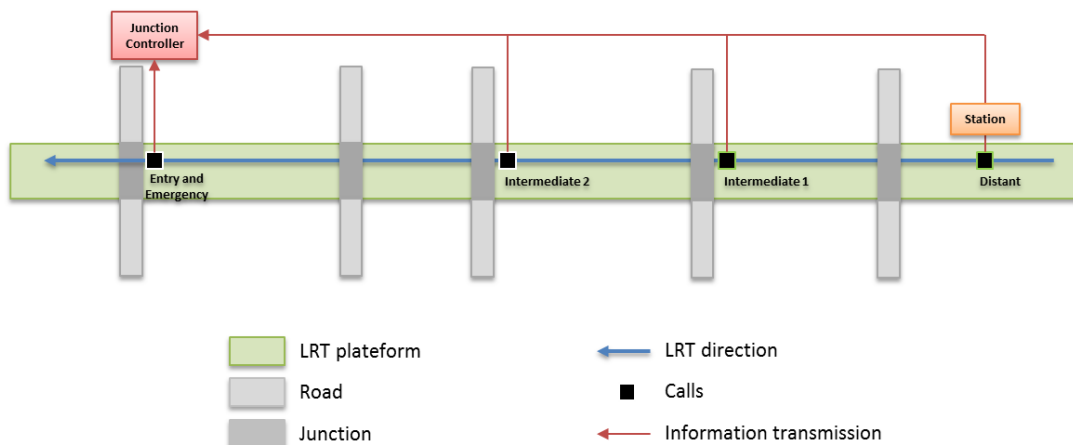 Junction
Controller
Station
Entry and
Emergency
Intermediate 2
Intermediate 1
Distant
LRT plateform
LRT direction
Road
Calls
Junction
Information transmission